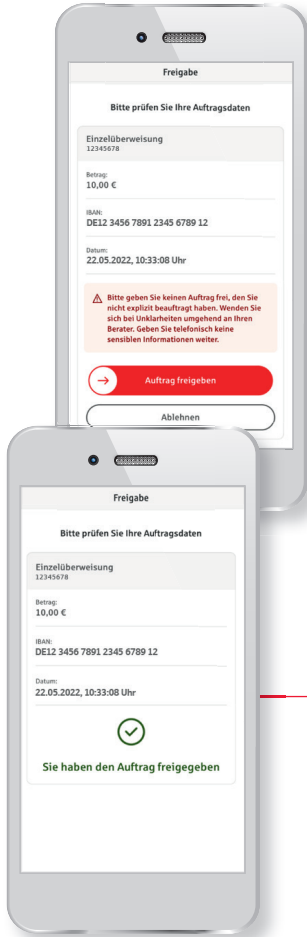 Freigabe
Bitte prüfen Sie Ihre Auftragsdaten
Einzelüberweisung
12345678
Betrag:
10,00 €
IBAN:
DE12 3456 7891 2345 6789 12
Datum:
22.05.2022, 10:33:08 Uhr
Bitte geben Sie keinen Auftrag frei, den Sie
nicht explizit beauftragt haben. Wenden Sie
sich bei Unklarheiten umgehend an Ihren
Berater. Geben Sie telefonisch keine
sensiblen Informationen weiter.
Auftrag freigeben
Ablehnen
Freigabe
Bitte prüfen Sie Ihre Auftragsdaten
Einzelüberweisung
12345678
Betrag:
10,00 €
IBAN:
DE12 3456 7891 2345 6789 12
Datum:
22.05.2022, 10:33:08 Uhr
Sie haben den Auftrag freigegeben